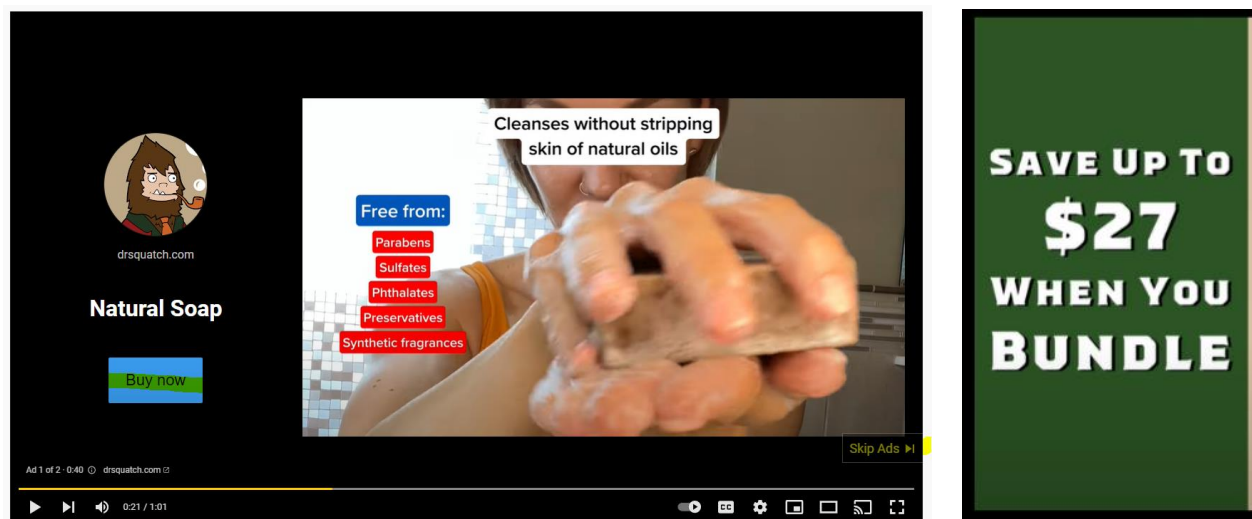 Cleanses without stripping
skin of natural oils
Free from:
Parabens
Sulfates
Phthalates
Preservatives
Synthetic fragrances
drsquatch.com
Natural Soap
Buy now
Skip Ads
Ad 1 of 2 · 0:40 drsquatch.com
0:21 / 1:01
CC
SAVE UP TO
$27
WHEN YOU
BUNDLE